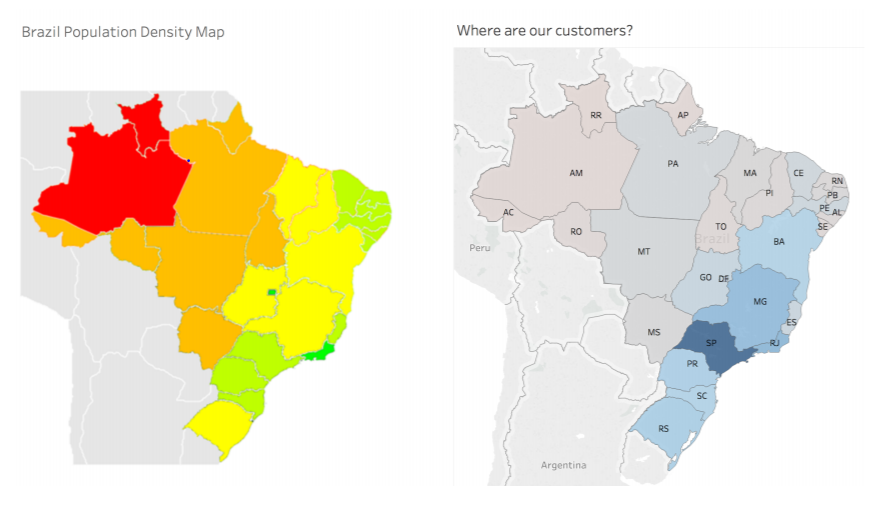 Brazil Population Density Map
Where are our customers?
RR
AP
AM
PA
MA
CE
RN
PI
PB
PE
AL
AC
SE
RO
TO
Brazil
BA
Peru
MT
GO
DF
MG
ES
MS
SP
RJ
PR
SC
RS
Argentina